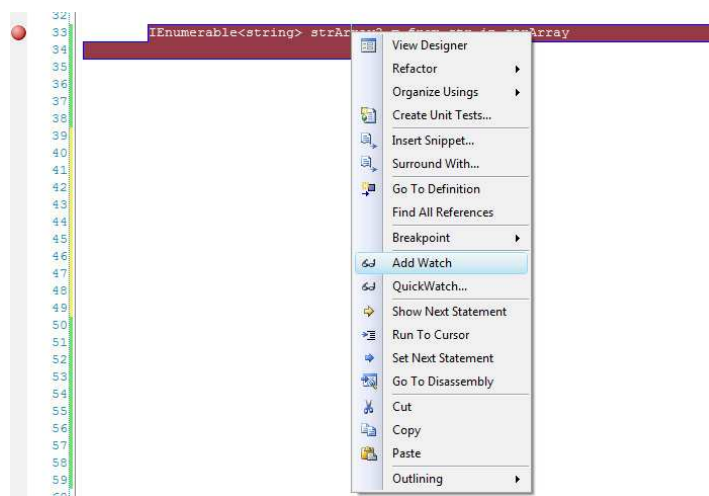 32
33 IEnumerable<string> strArray2 = from str in strArray
34
35
36
37
38
39
40
41
42
43
44
45
46
47
48
49
50
51
52
53
54
55
56
57
58
59
60
View Designer
Refactor
Organize Usings
Create Unit Tests...
Insert Snippet...
Surround With...
Go To Definition
Find All References
Breakpoint
Add Watch
QuickWatch...
Show Next Statement
Run To Cursor
Set Next Statement
Go To Disassembly
Cut
Copy
Paste
Outlining